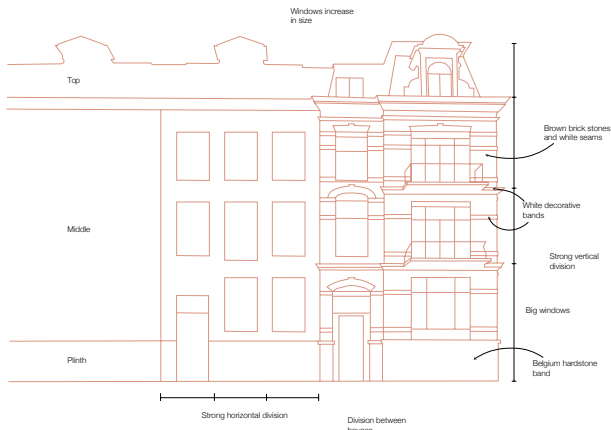 Windows increase
in size
Top
Brown brick stones
and white seams
White decorative
bands
Middle
Strong vertical
division
Big windows
Plinth
Belgium hardstone
band
Strong horizontal division
Division between
houses